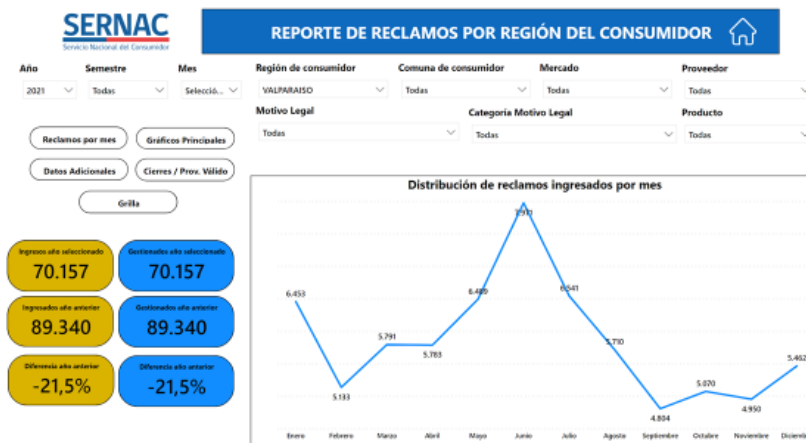 SERNAC
Servicio Nacional del Consumidor
REPORTE DE RECLAMOS POR REGIÓN DEL CONSUMIDOR
Año Semestre Mes Región de consumidor Comuna de consumidor Mercado Proveedor
2021 Todas Selecció... VALPARAISO Todas Todas Todas
Motivo Legal Categoría Motivo Legal Producto
Todas Todas Todas
Reclamos por mes Gráficos Principales
Datos Adicionales Cierres / Prov. Válido
Grilla
Ingresos año seleccionado Gestionados año seleccionado
70.157 70.157
Ingresados año anterior Gestionados año anterior
89.340 89.340
Diferencia año anterior Diferencia año anterior
-21,5% -21,5%
Distribución de reclamos ingresados por mes
6.453
5.133
5.791
5.783
6.489
7.971
6.541
5.710
4.804
5.070
4.950
5.462
Enero Febrero Marzo Abril Mayo Junio Julio Agosto Septiembre Octubre Noviembre Diciemb